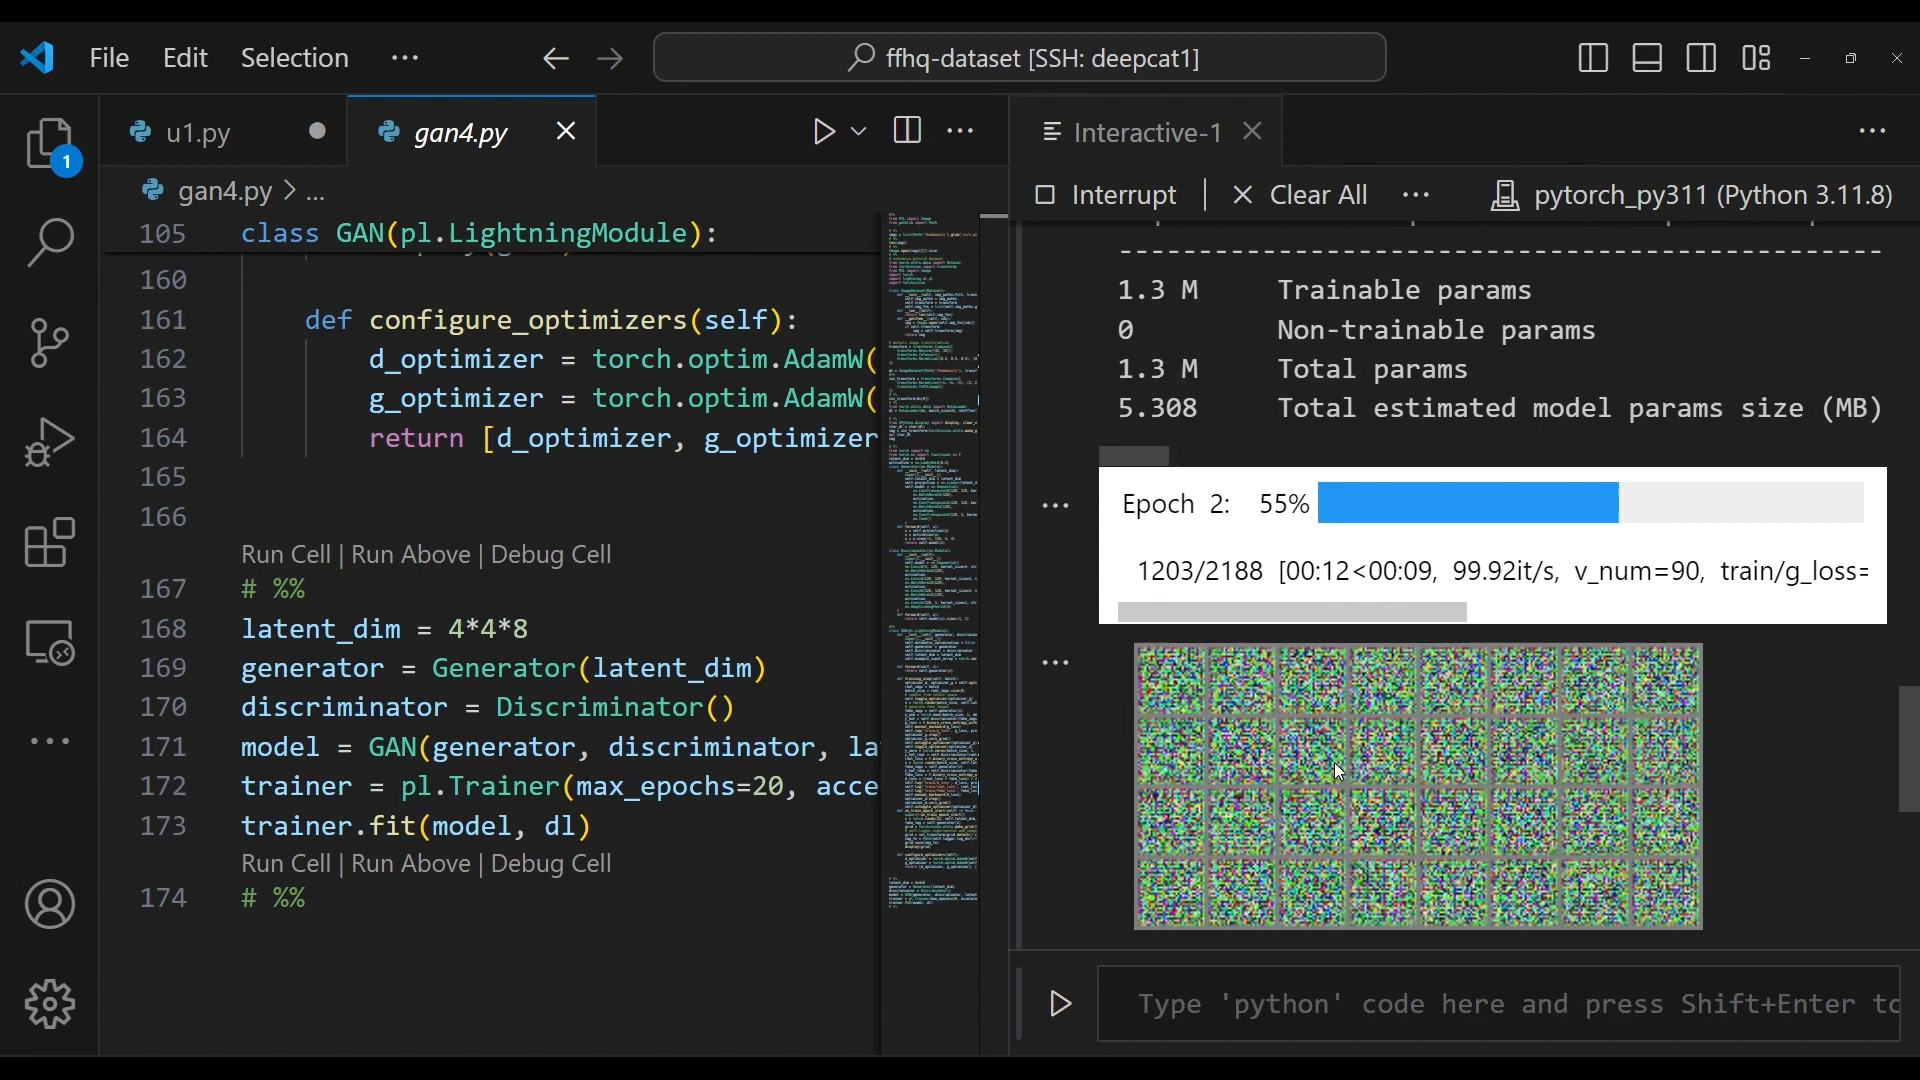 File Edit Selection ...
ffhq-dataset [SSH: deepcat1]
1
u1.py
gan4.py
Interactive-1
gan4.py > ...
Interrupt | Clear All ... pytorch_py311 (Python 3.11.8)
105 class GAN(pl.LightningModule):
160
161 def configure_optimizers(self):
162 d_optimizer = torch.optim.AdamW(
163 g_optimizer = torch.optim.AdamW(
164 return [d_optimizer, g_optimizer
165
166
Run Cell | Run Above | Debug Cell
167 # %%
168 latent_dim = 4*4*8
169 generator = Generator(latent_dim)
170 discriminator = Discriminator()
171 model = GAN(generator, discriminator, la
172 trainer = pl.Trainer(max_epochs=20, acce
173 trainer.fit(model, dl)
Run Cell | Run Above | Debug Cell
174 # %%
1.3 M Trainable params
0 Non-trainable params
1.3 M Total params
5.308 Total estimated model params size (MB)
Epoch 2: 55%
1203/2188 [00:12<00:09, 99.92it/s, v_num=90, train/g_loss=
Type 'python' code here and press Shift+Enter to